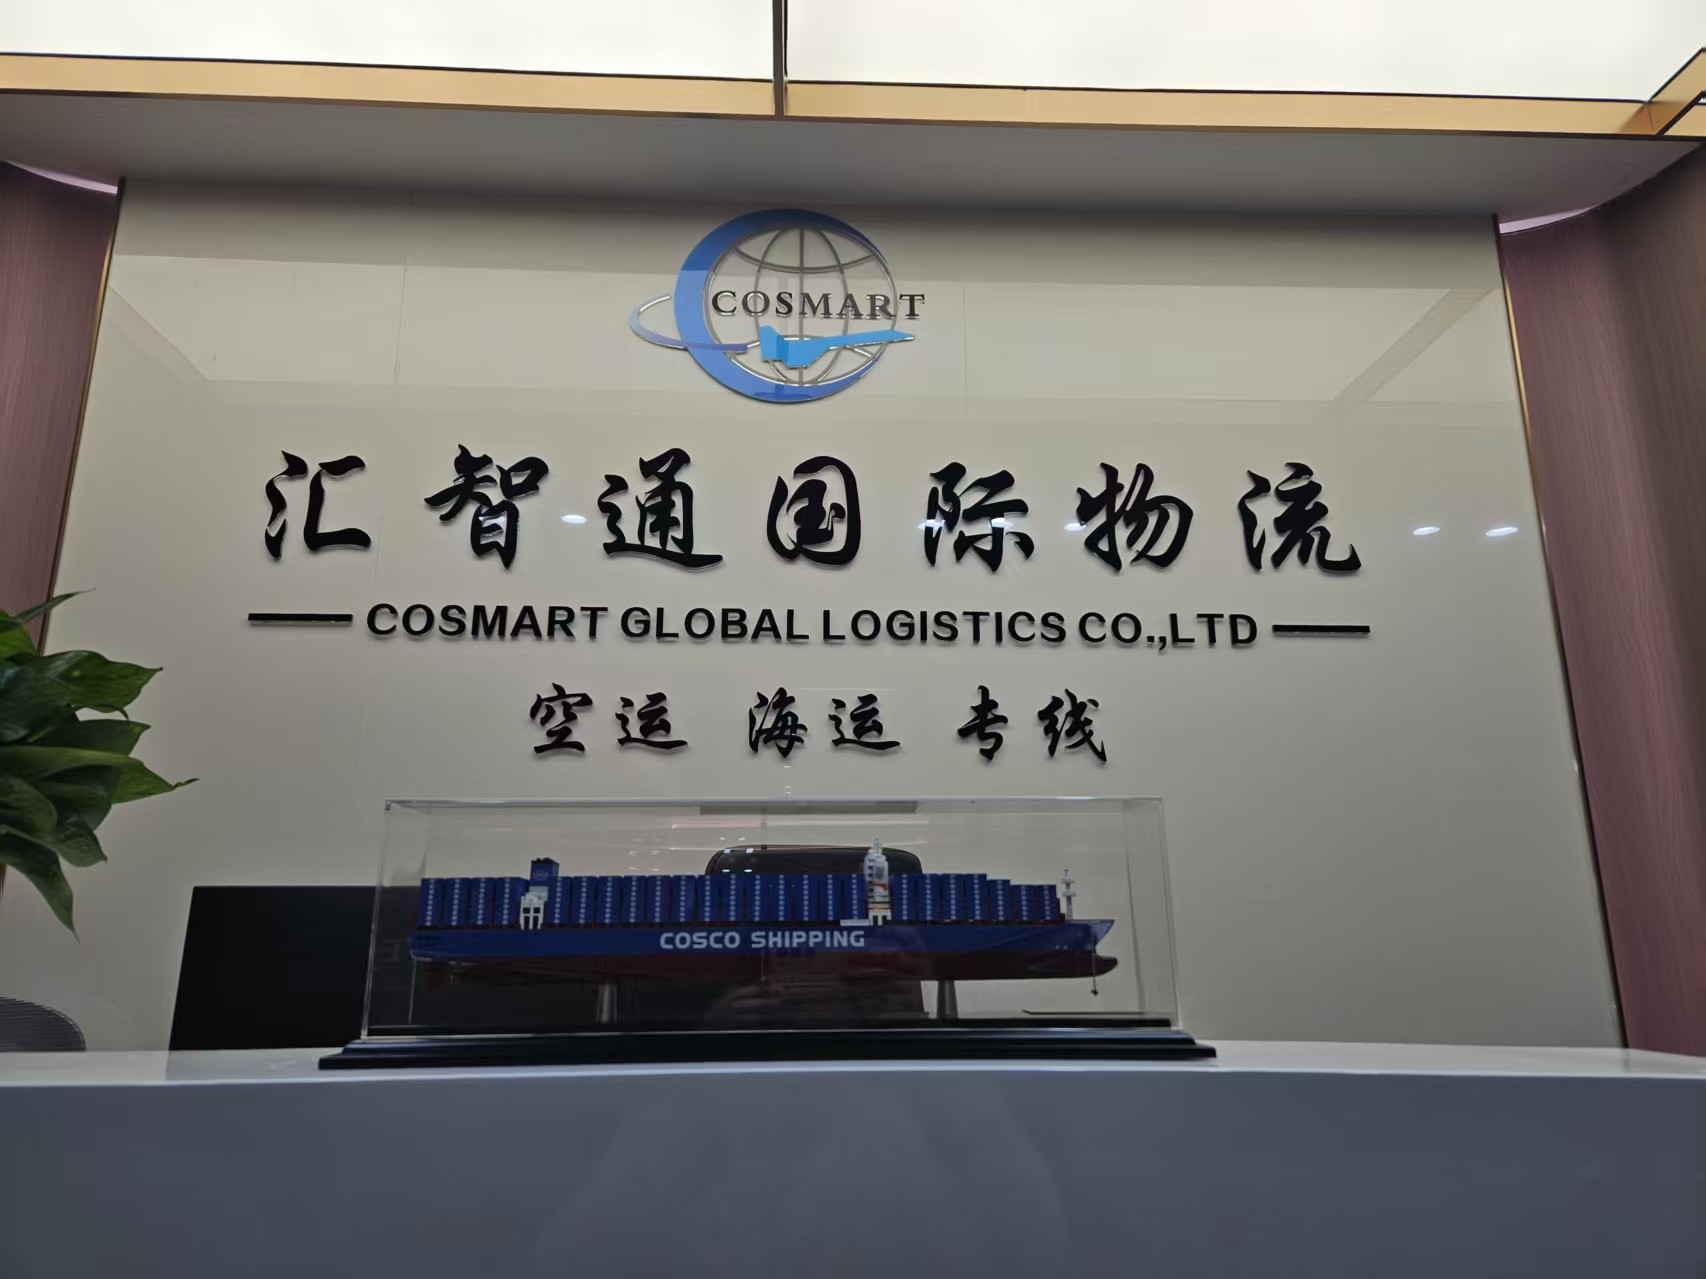 COSMART
汇智通国际物流
COSMART GLOBAL LOGISTICS CO.,LTD
空运 海运 专线
COSCO SHIPPING